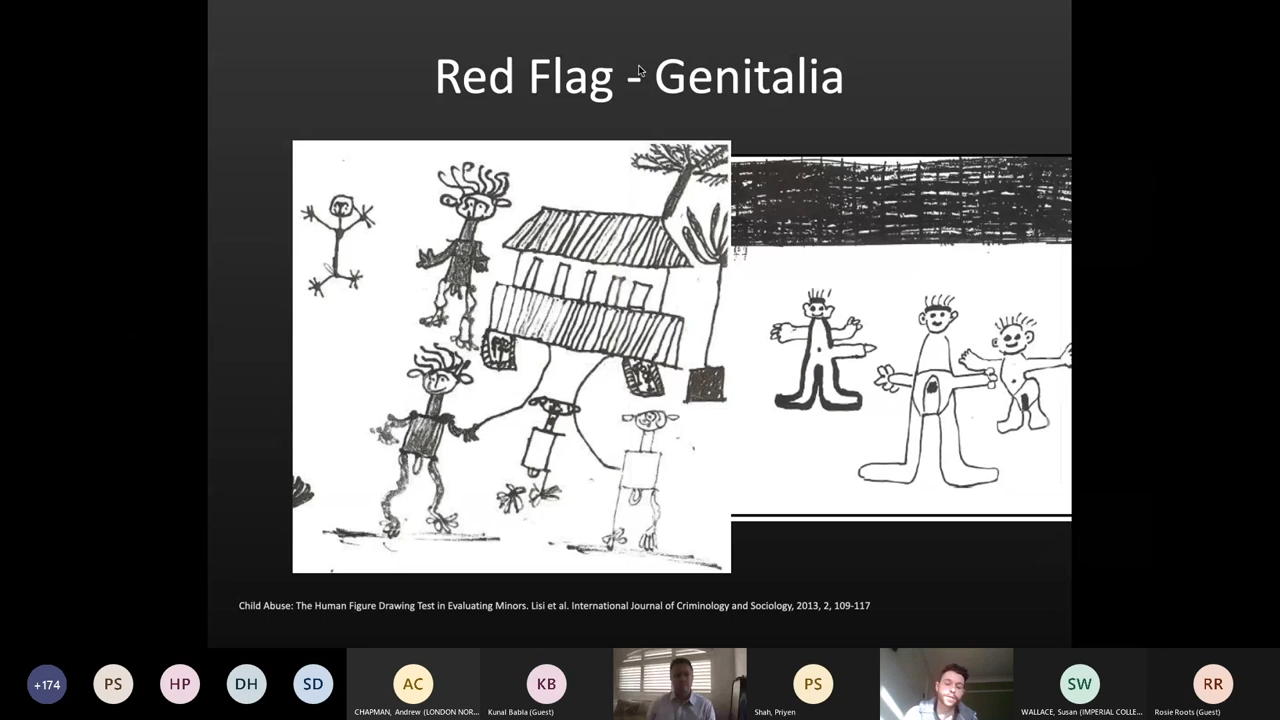 Red Flag - Genitalia
Child Abuse: The Human Figure Drawing Test in Evaluating Minors. Lisi et al. International Journal of Criminology and Sociology, 2013, 2, 109-117
+174
PS
HP
DH
SD
AC
KB
PS
SW
RR
CHAPMAN, Andrew (LONDON NOR...
Kunal Babla (Guest)
Shah, Priyen
WALLACE, Susan (IMPERIAL COLLE...
Rosie Roots (Guest)